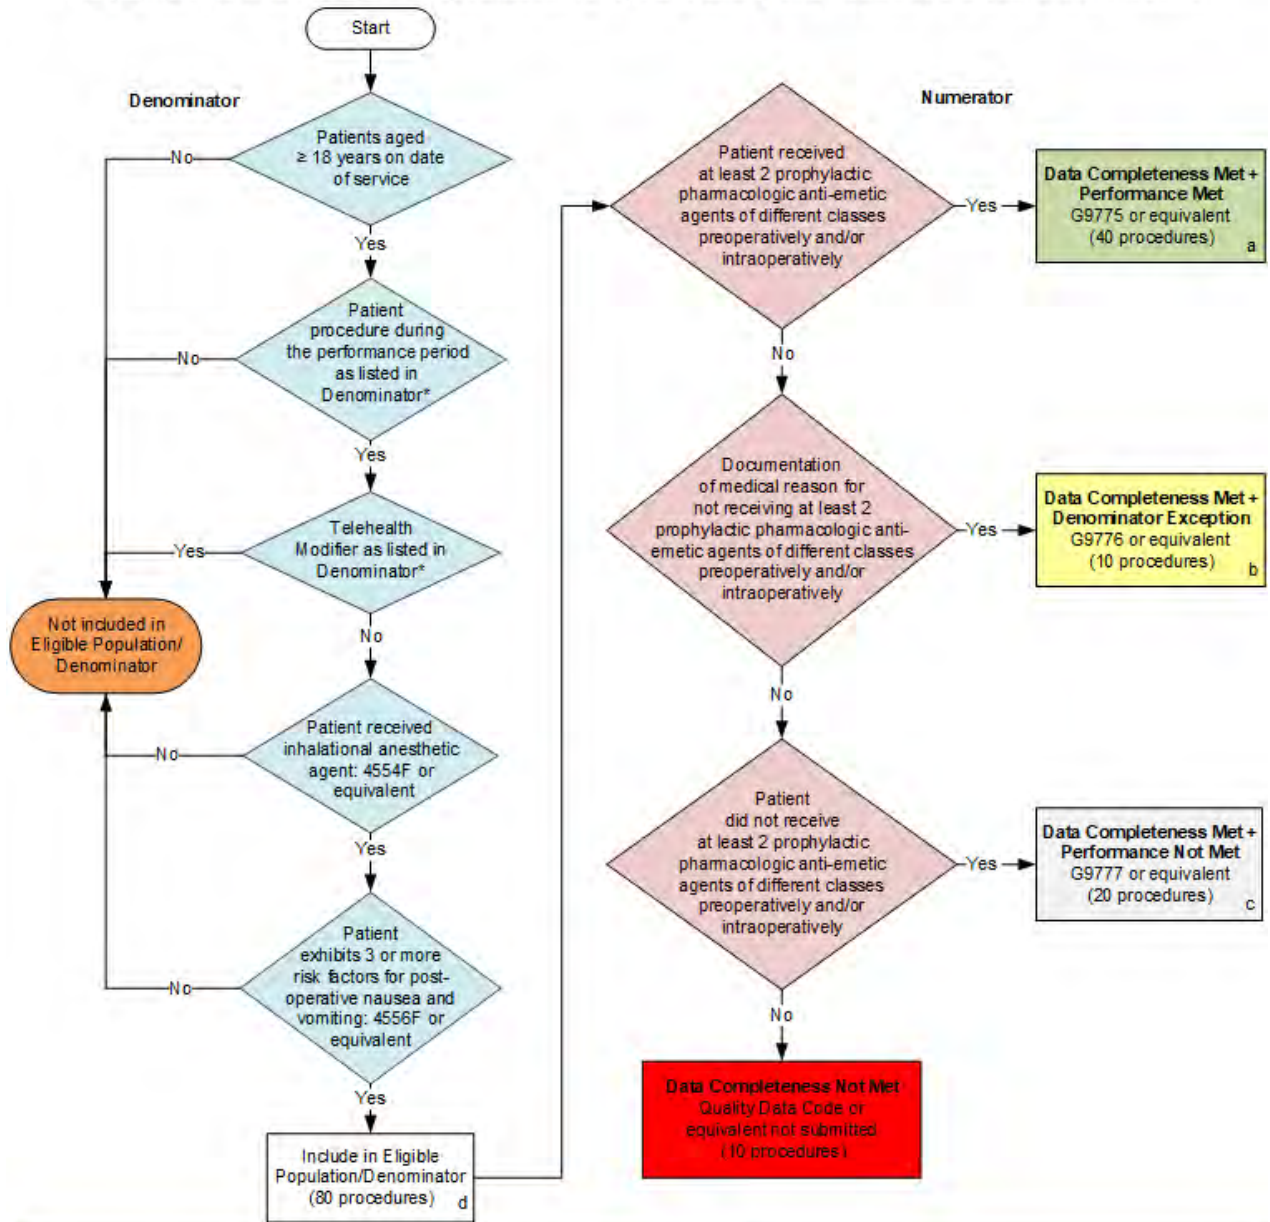 Start
Denominator
Patients aged
≥ 18 years on date
of service
No
Yes
Patient
procedure during
the performance period
as listed in
Denominator*
No
Yes
Telehealth
Modifier as listed in
Denominator*
Yes
No
Not included in
Eligible Population/
Denominator
Patient received
inhalational anesthetic
agent: 4554F or
equivalent
No
Yes
Patient
exhibits 3 or more
risk factors for post-
operative nausea and
vomiting: 4556F or
equivalent
No
Yes
Include in Eligible
Population/Denominator
(80 procedures)
d
Numerator
Patient received
at least 2 prophylactic
pharmacologic anti-emetic
agents of different classes
preoperatively and/or
intraoperatively
Yes
Data Completeness Met +
Performance Met
G9775 or equivalent
(40 procedures)
a
No
Documentation
of medical reason for
not receiving at least 2
prophylactic pharmacologic anti-
emetic agents of different classes
preoperatively and/or
intraoperatively
Yes
Data Completeness Met +
Denominator Exception
G9776 or equivalent
(10 procedures)
b
No
Patient
did not receive
at least 2 prophylactic
pharmacologic anti-emetic
agents of different classes
preoperatively and/or
intraoperatively
Yes
Data Completeness Met +
Performance Not Met
G9777 or equivalent
(20 procedures)
c
No
Data Completeness Not Met
Quality Data Code or
equivalent not submitted
(10 procedures)